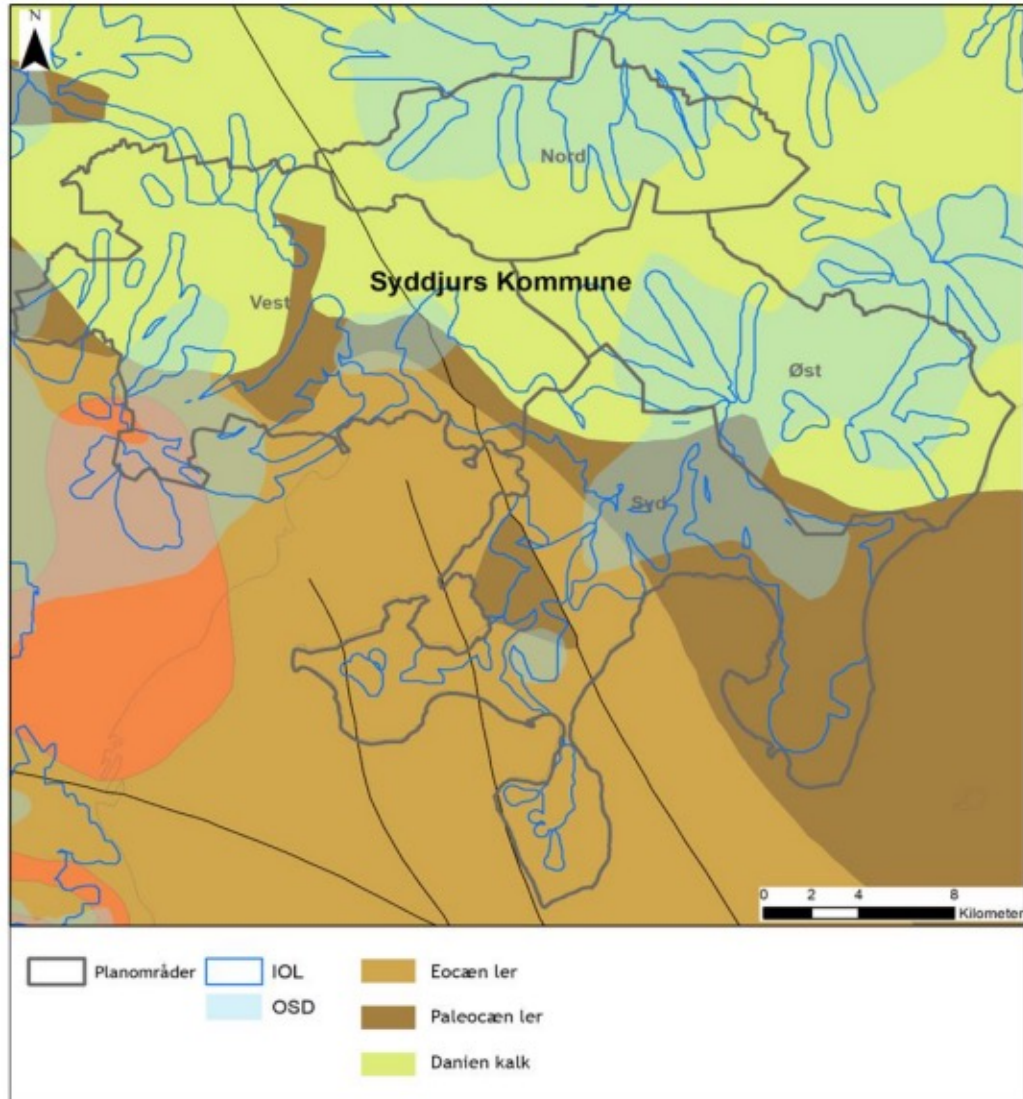 N
Nord
Syddjurs Kommune
Vest
Øst
Syd
0 2 4 8
Kilometer
Planområder
IOL
Eocæn ler
OSD
Paleocæn ler
Danien kalk